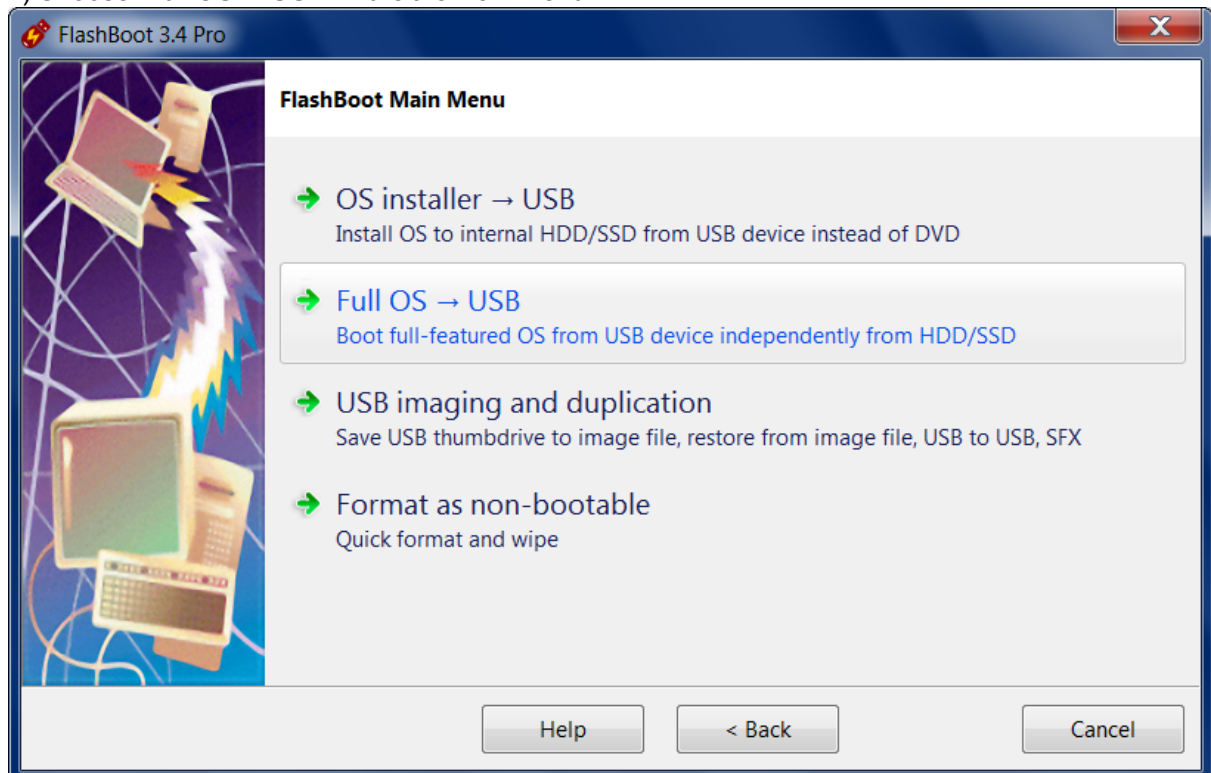 FlashBoot 3.4 Pro
FlashBoot Main Menu
OS installer → USB
Install OS to internal HDD/SSD from USB device instead of DVD
Full OS → USB
Boot full-featured OS from USB device independently from HDD/SSD
USB imaging and duplication
Save USB thumbdrive to image file, restore from image file, USB to USB, SFX
Format as non-bootable
Quick format and wipe
Help
< Back
Cancel